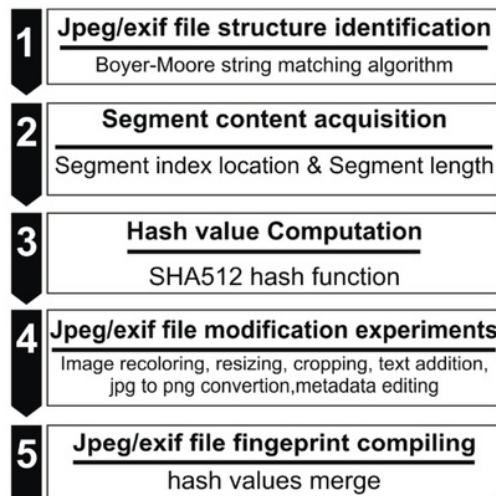 1
Jpeg/exif file structure identification
Boyer-Moore string matching algorithm
2
Segment content acquisition
Segment index location & Segment length
3
Hash value Computation
SHA512 hash function
4
Jpeg/exif file modification experiments
Image recoloring, resizing, cropping, text addition,
jpg to png convertion,metadata editing
5
Jpeg/exif file fingeprint compiling
hash values merge